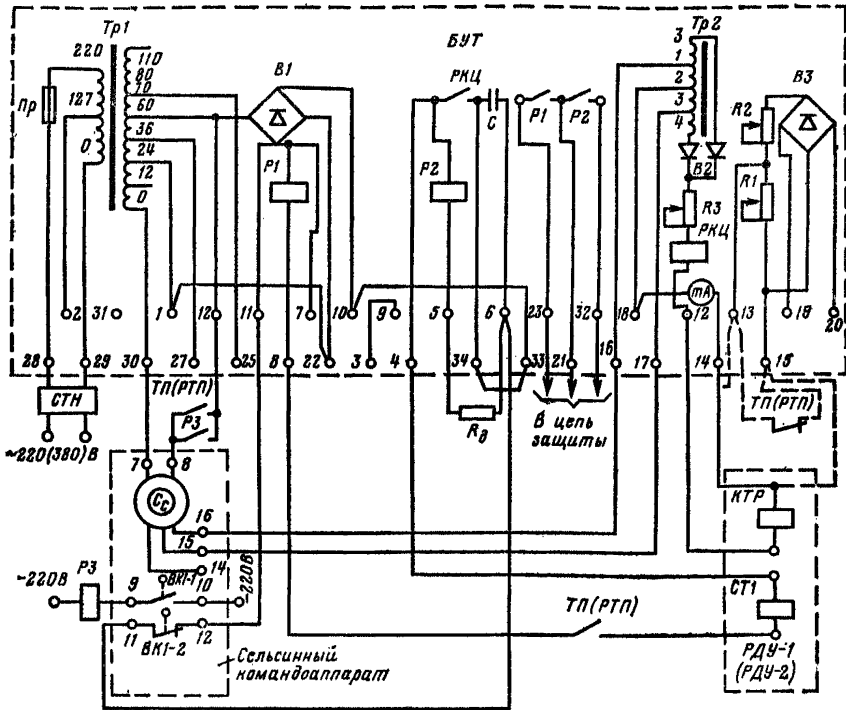 Тр1
220
127
0
Пр
110
80
70
60
36
24
12
0
В1
Р1
БУТ
РКЦ
С
Р1
Р2
Р2
Тр2
3
1
2
3
4
В2
R3
РКЦ
mA
В3
R2
R1
2
31
1
12
11
7
10
9
5
6
23
32
18
12
13
19
20
28
29
30
27
25
8
22
3
4
34
33
21
16
17
14
15
СТН
~220(380)В
ТП(РТП)
Р3
Rд
В цепь
защиты
ТП(РТП)
7
8
Сс
16
15
14
КТР
СТ1
~220В
Р3
9
ВК1-1
10
~220В
11
ВК1-2
12
Сельсинный
командоаппарат
ТП(РТП)
РДУ-1
(РДУ-2)